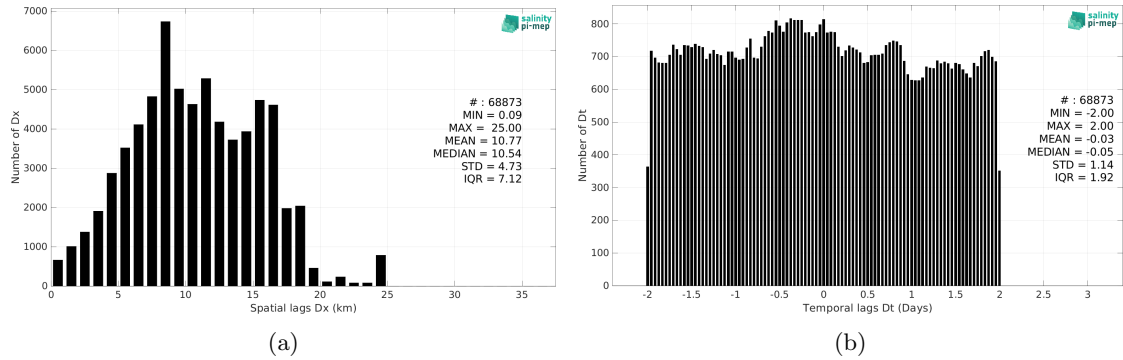 7000
6000
5000
4000
3000
2000
1000
0
Number of Dx
0 5 10 15 20 25 30 35
Spatial lags Dx (km)
salinity
pi-mep
# : 68873
MIN = 0.09
MAX = 25.00
MEAN = 10.77
MEDIAN = 10.54
STD = 4.73
IQR = 7.12
(a)
800
700
600
500
400
300
200
100
0
Number of Dt
-2 -1.5 -1 -0.5 0 0.5 1 1.5 2 2.5 3
Temporal lags Dt (Days)
salinity
pi-mep
# : 68873
MIN = -2.00
MAX = 2.00
MEAN = -0.03
MEDIAN = -0.05
STD = 1.14
IQR = 1.92
(b)